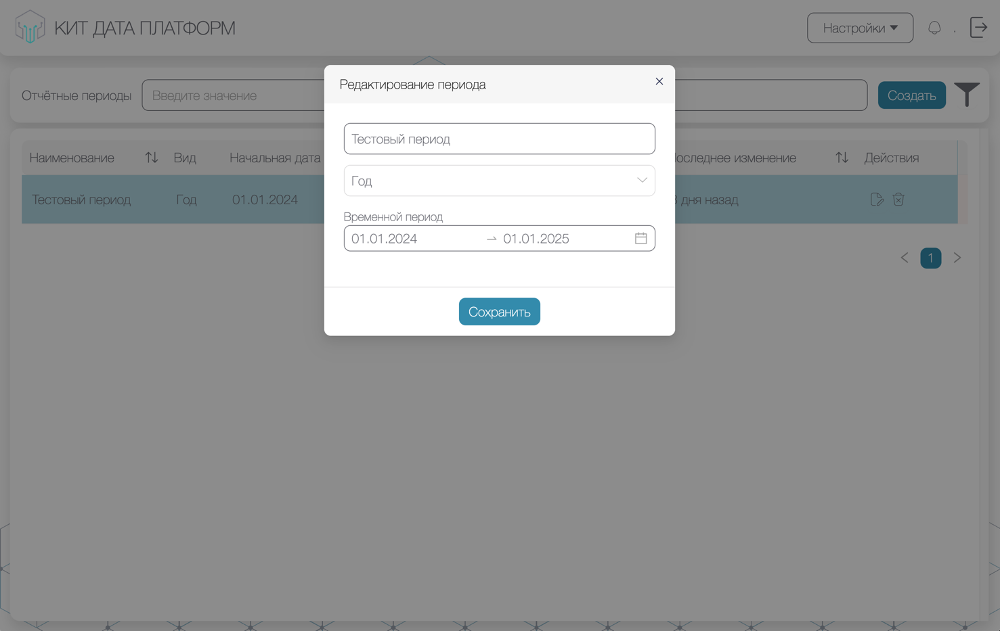 КИТ ДАТА ПЛАТФОРМ
Настройки
.
Редактирование периода
Отчётные периоды
Введите значение
Создать
Тестовый период
Наименование
Вид
Начальная дата
Последнее изменение
Действия
Год
Тестовый период
Год
01.01.2024
3 дня назад
Временной период
01.01.2024
01.01.2025
1
Сохранить